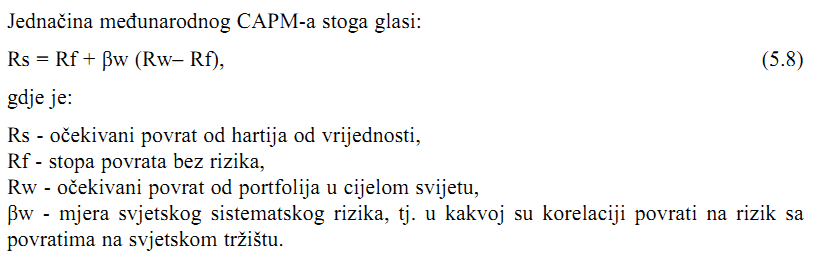 Jednačina međunarodnog CAPM-a stoga glasi:
Rs = Rf + βw (Rw– Rf), (5.8)
gdje je:
Rs - očekivani povrat od hartija od vrijednosti,
Rf - stopa povrata bez rizika,
Rw - očekivani povrat od portfolija u cijelom svijetu,
βw - mjera svjetskog sistematskog rizika, tj. u kakvoj su korelaciji povrati na rizik sa
povratima na svjetskom tržištu.